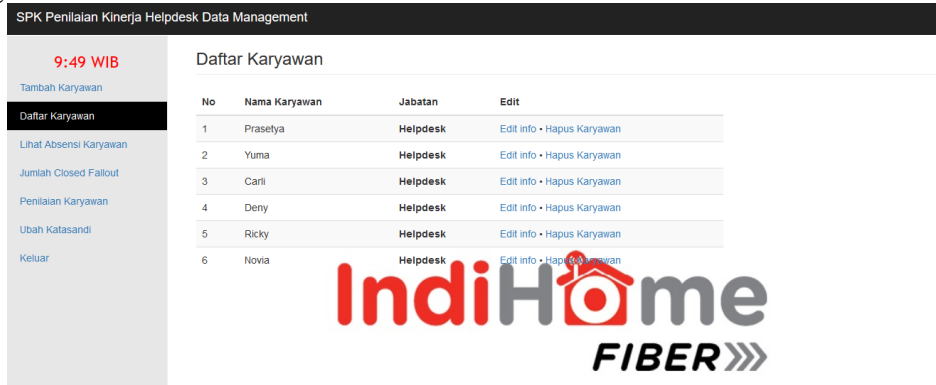 SPK Penilaian Kinerja Helpdesk Data Management
9:49 WIB
Tambah Karyawan
Daftar Karyawan
Lihat Absensi Karyawan
Jumlah Closed Fallout
Penilaian Karyawan
Ubah Katasandi
Keluar
Daftar Karyawan
No Nama Karyawan Jabatan Edit
1 Prasetya Helpdesk Edit info • Hapus Karyawan
2 Yuma Helpdesk Edit info • Hapus Karyawan
3 Carli Helpdesk Edit info • Hapus Karyawan
4 Deny Helpdesk Edit info • Hapus Karyawan
5 Ricky Helpdesk Edit info • Hapus Karyawan
6 Novia Helpdesk Edit info • Hapus Karyawan
IndiHome
FIBER